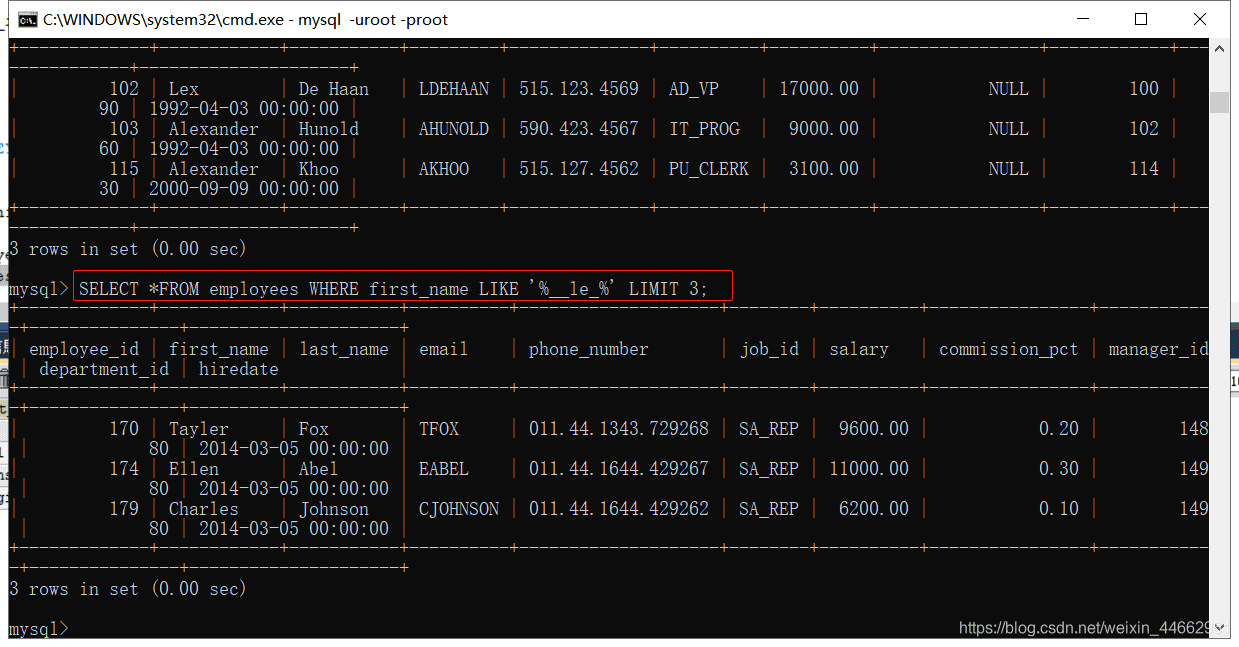 C:\WINDOWS\system32\cmd.exe - mysql -uroot -proot
102 | Lex | De Haan | LDEHAAN | 515.123.4569 | AD_VP | 17000.00 | NULL | 100 |
90 | 1992-04-03 00:00:00 |
103 | Alexander | Hunold | AHUNOLD | 590.423.4567 | IT_PROG | 9000.00 | NULL | 102 |
60 | 1992-04-03 00:00:00 |
115 | Alexander | Khoo | AKHOO | 515.127.4562 | PU_CLERK | 3100.00 | NULL | 114 |
30 | 2000-09-09 00:00:00 |
3 rows in set (0.00 sec)
mysql> SELECT *FROM employees WHERE first_name LIKE '%__le_%' LIMIT 3;
| employee_id | first_name | last_name | email | phone_number | job_id | salary | commission_pct | manager_id
| department_id | hiredate |
| 170 | Tayler | Fox | TFOX | 011.44.1343.729268 | SA_REP | 9600.00 | 0.20 | 148
| 80 | 2014-03-05 00:00:00 |
| 174 | Ellen | Abel | EABEL | 011.44.1644.429267 | SA_REP | 11000.00 | 0.30 | 149
| 80 | 2014-03-05 00:00:00 |
| 179 | Charles | Johnson | CJOHNSON | 011.44.1644.429262 | SA_REP | 6200.00 | 0.10 | 149
| 80 | 2014-03-05 00:00:00 |
3 rows in set (0.00 sec)
mysql>